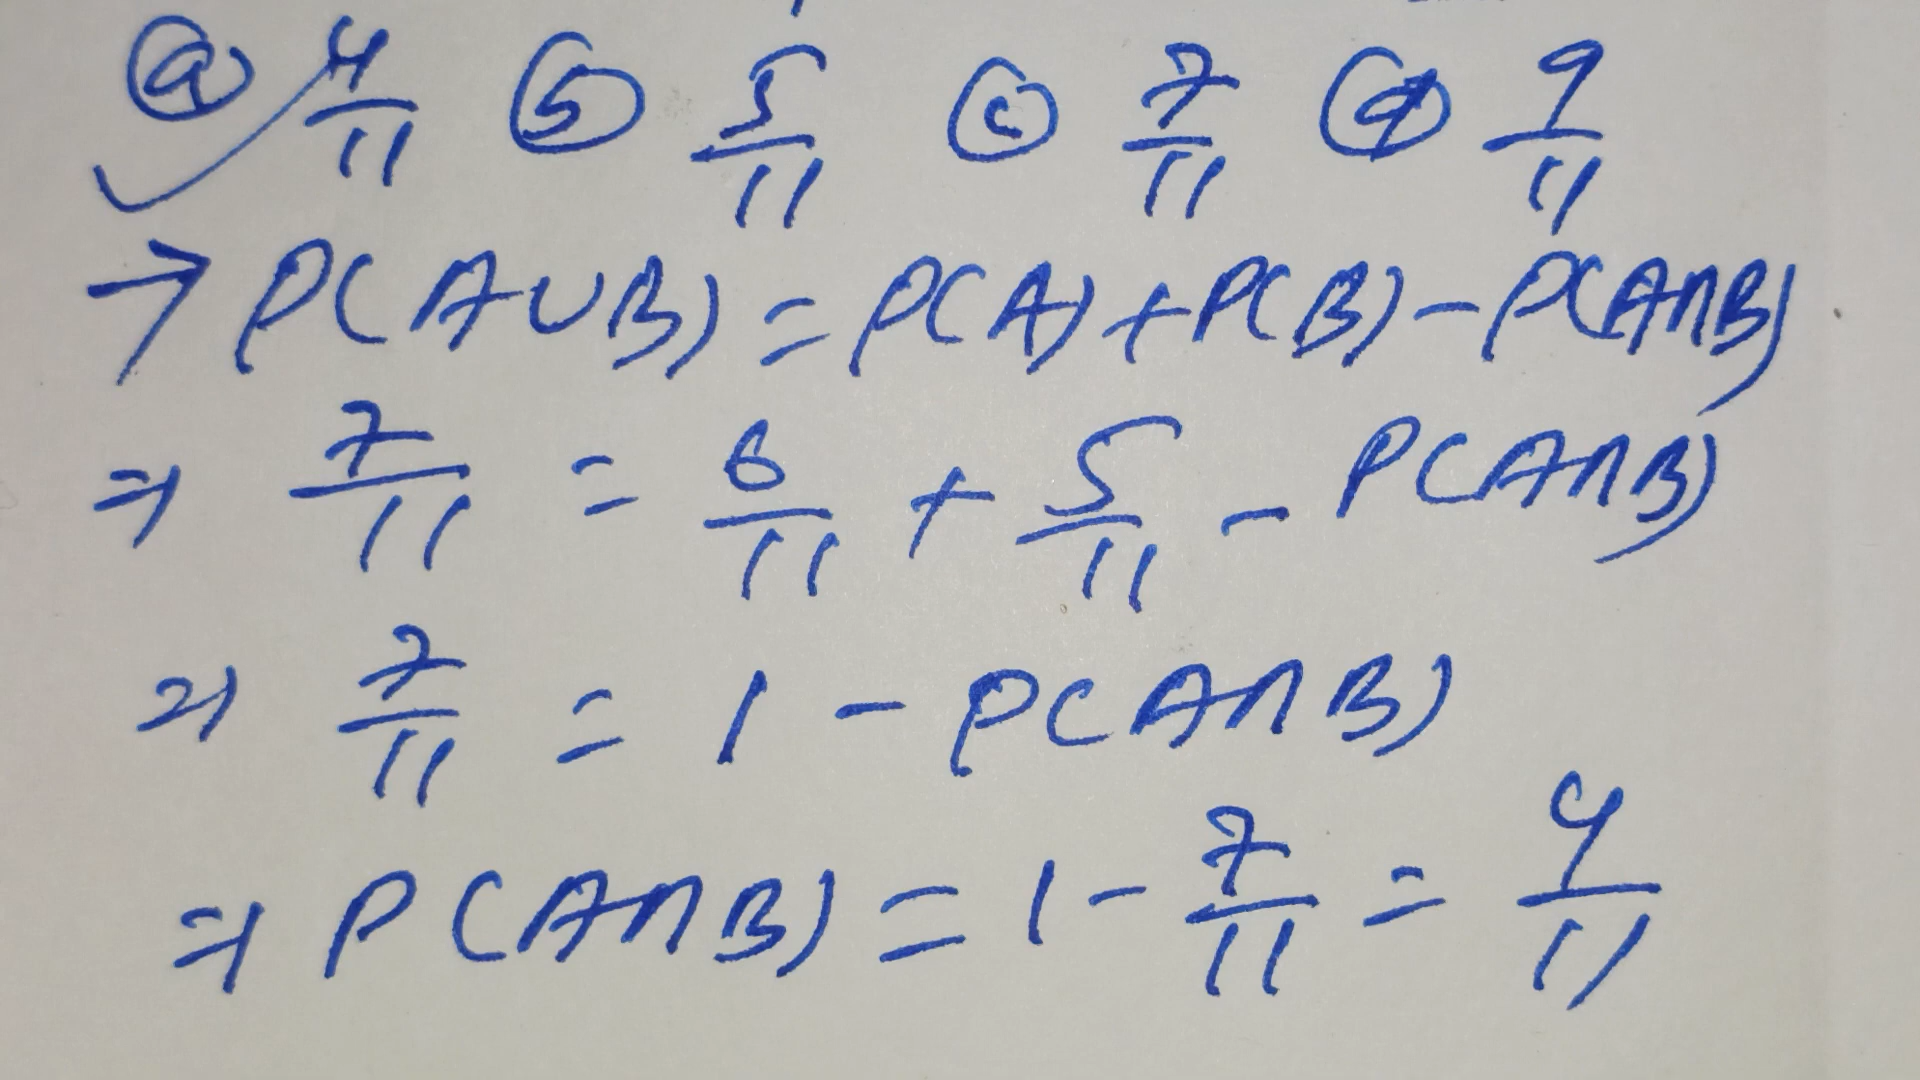 (a) 4/11 (b) 5/11 (c) 7/11 (d) 9/11
→ P(A∪B) = P(A) + P(B) - P(A∩B)
⇒ 7/11 = 6/11 + 5/11 - P(A∩B)
⇒ 7/11 = 1 - P(A∩B)
⇒ P(A∩B) = 1 - 7/11 = 4/11